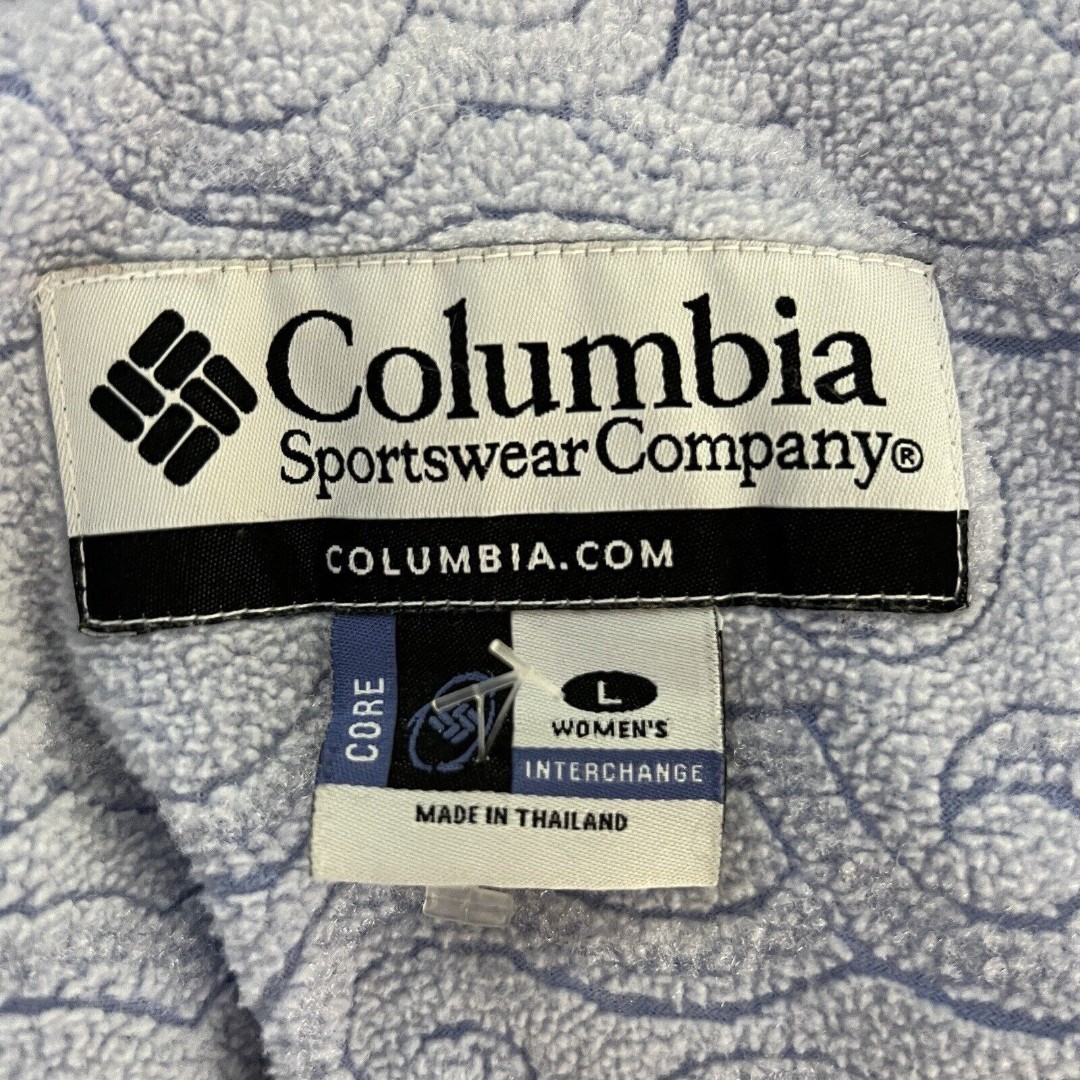 Columbia
Sportswear Company®
COLUMBIA.COM
CORE
L
WOMEN'S
INTERCHANGE
MADE IN THAILAND